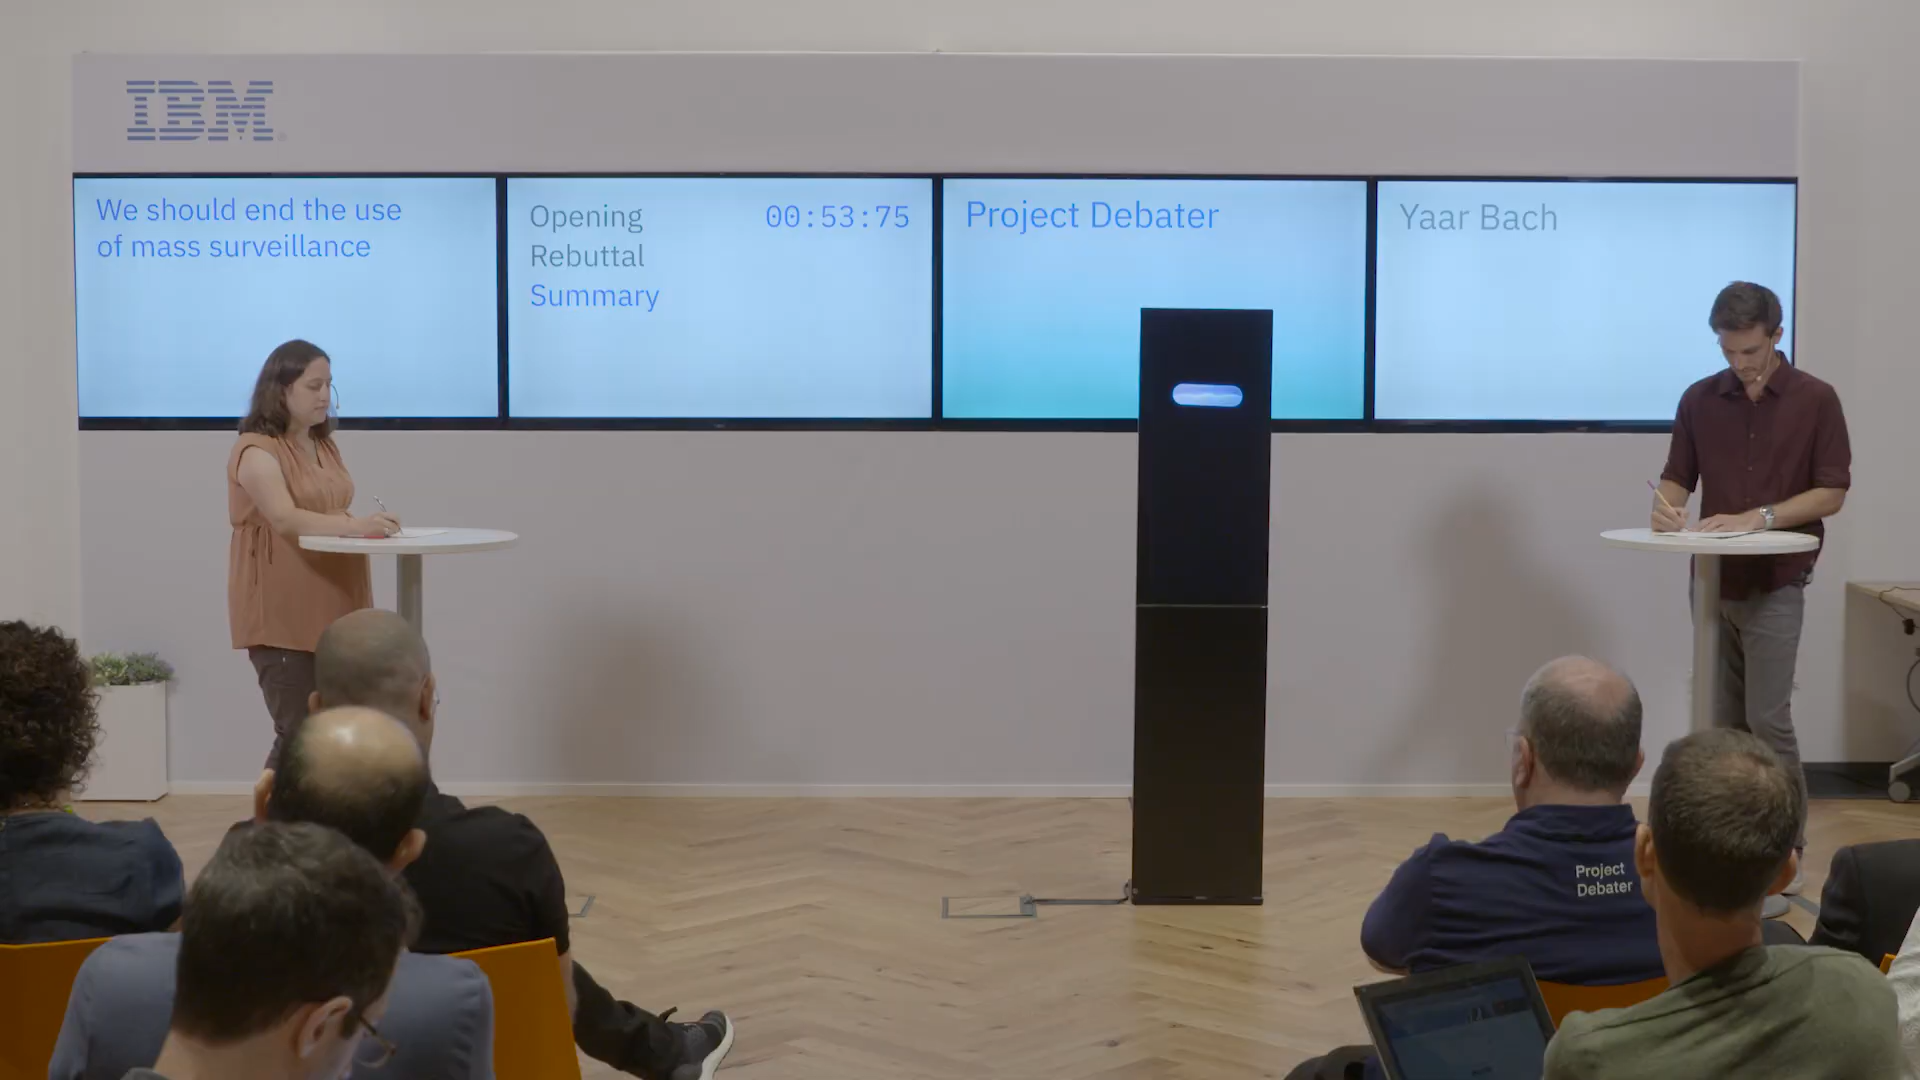 IBM
We should end the use
of mass surveillance
Opening
00:53:75
Rebuttal
Summary
Project Debater
Yaar Bach
Project
Debater